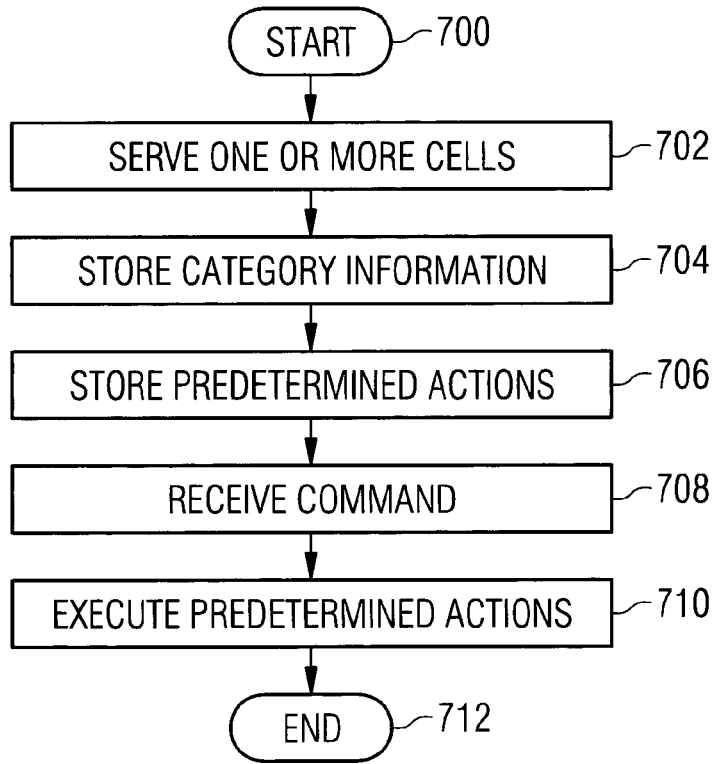 START 700
SERVE ONE OR MORE CELLS 702
STORE CATEGORY INFORMATION 704
STORE PREDETERMINED ACTIONS 706
RECEIVE COMMAND 708
EXECUTE PREDETERMINED ACTIONS 710
END 712